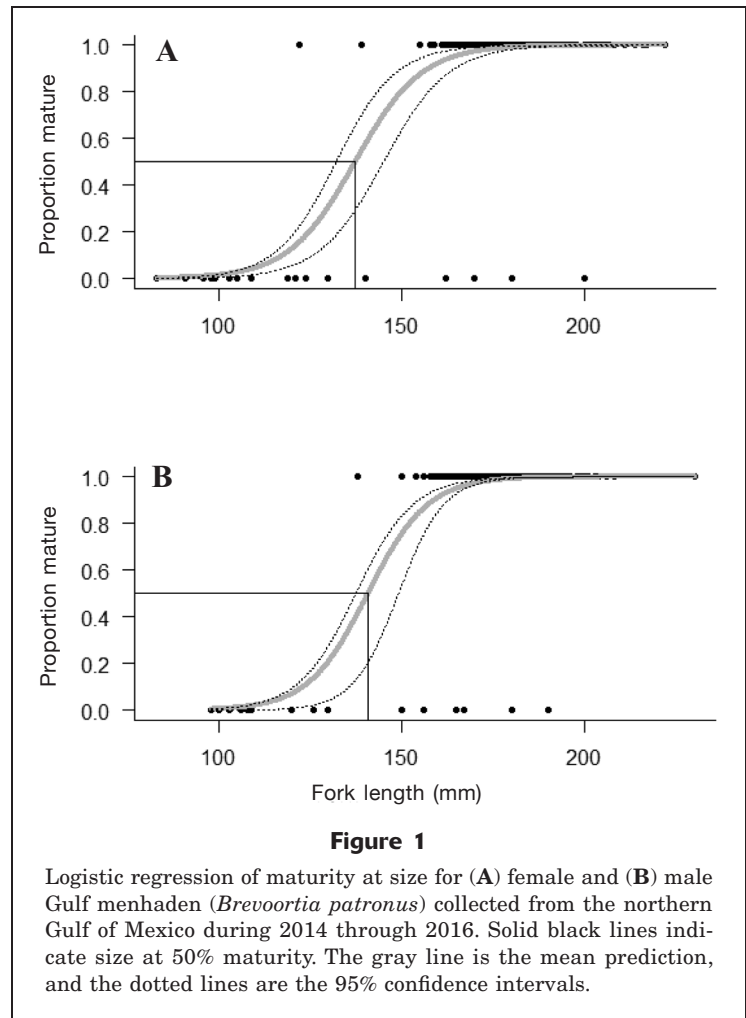 A
Proportion mature
1.0
0.8
0.6
0.4
0.2
0.0
100 150 200
B
Proportion mature
1.0
0.8
0.6
0.4
0.2
0.0
100 150 200
Fork length (mm)
Figure 1
Logistic regression of maturity at size for (A) female and (B) male
Gulf menhaden (Brevoortia patronus) collected from the northern
Gulf of Mexico during 2014 through 2016. Solid black lines indi-
cate size at 50% maturity. The gray line is the mean prediction,
and the dotted lines are the 95% confidence intervals.